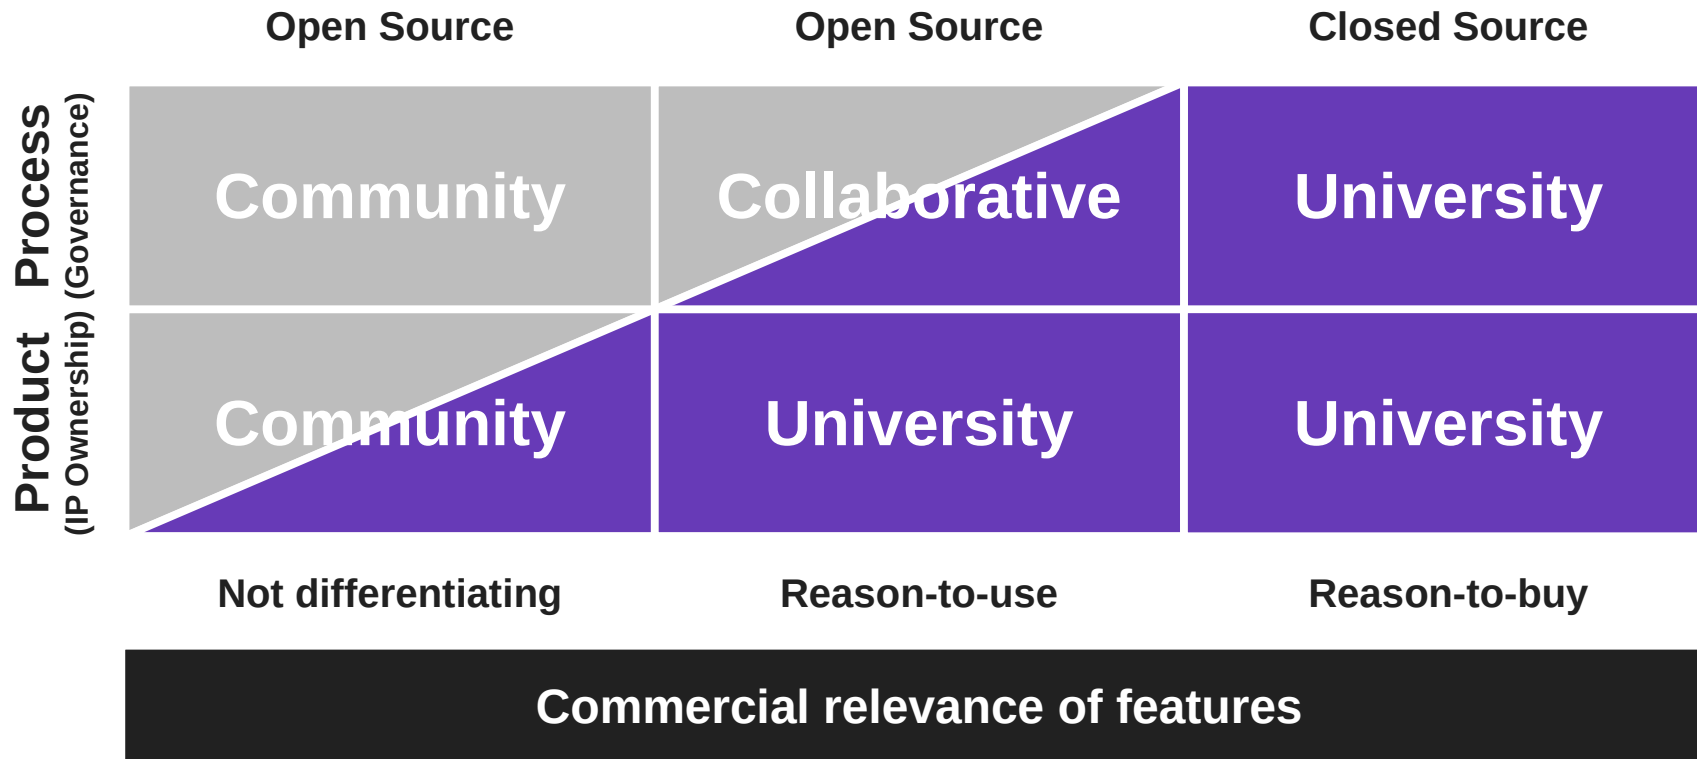 Open Source
Open Source
Closed Source
Process
(Governance)
Community
Collaborative
University
Product
(IP Ownership)
Community
University
University
Not differentiating
Reason-to-use
Reason-to-buy
Commercial relevance of features